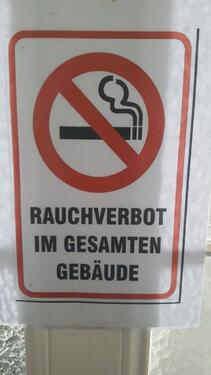 RAUCHVERBOT
IM GESAMTEN
GEBÄUDE